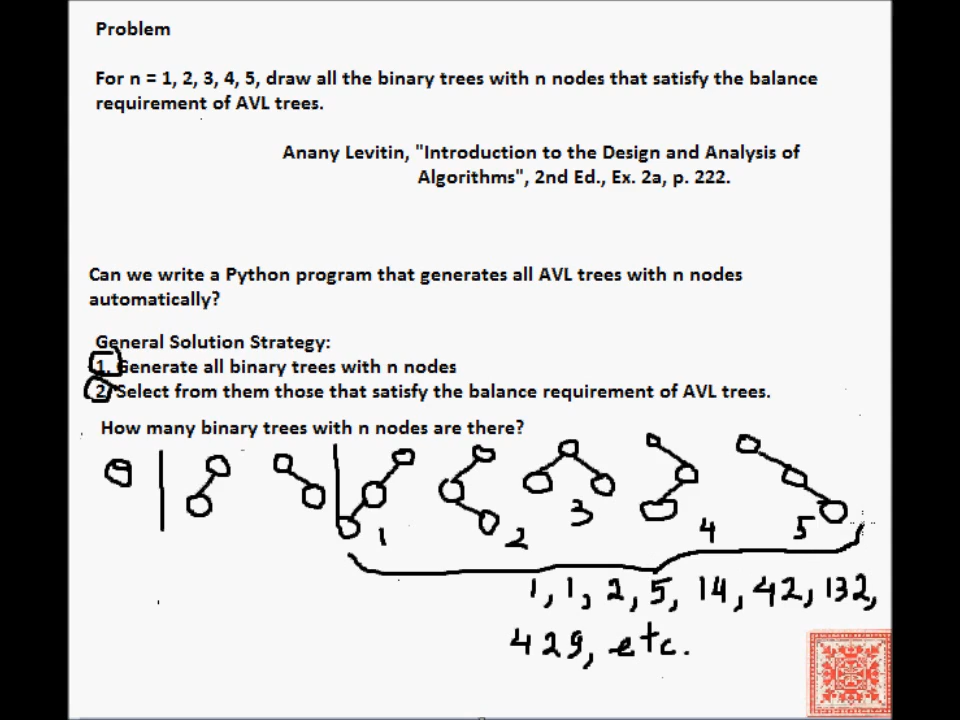 Problem
For n = 1, 2, 3, 4, 5, draw all the binary trees with n nodes that satisfy the balance
requirement of AVL trees.
Anany Levitin, "Introduction to the Design and Analysis of
Algorithms", 2nd Ed., Ex. 2a, p. 222.
Can we write a Python program that generates all AVL trees with n nodes
automatically?
General Solution Strategy:
1. Generate all binary trees with n nodes
2. Select from them those that satisfy the balance requirement of AVL trees.
How many binary trees with n nodes are there?
1 2 3 4 5
1, 1, 2, 5, 14, 42, 132,
429, etc.